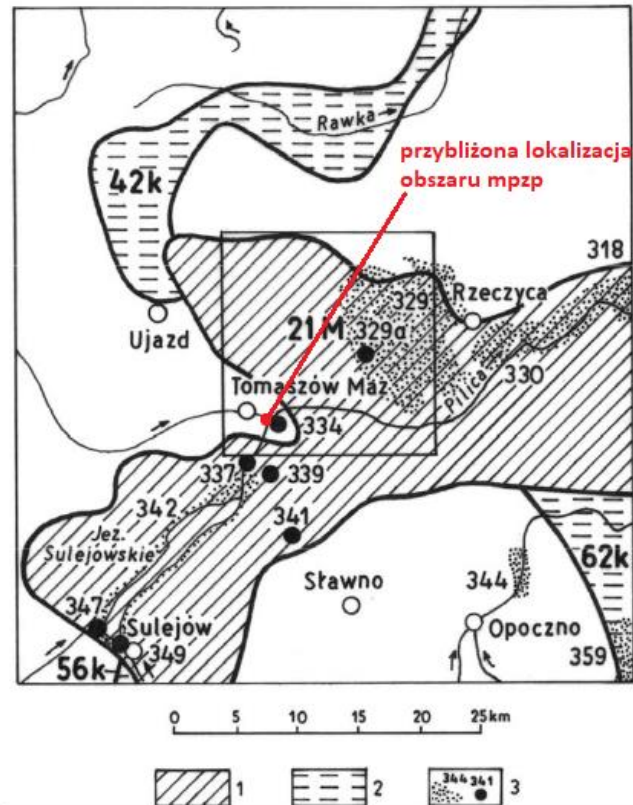 Rawka
przybliżona lokalizacja
obszaru mpzp
42k
318
329
Rzeczyca
21M
329a
Ujazd
330
Pilica
Tomaszów Maz
334
337
339
342
Jez.
Sulejowskie
341
62k
Sławno
344
347
Sulejów
Opoczno
349
359
56k
0 5 10 15 20 25km
1 2 344 341 3